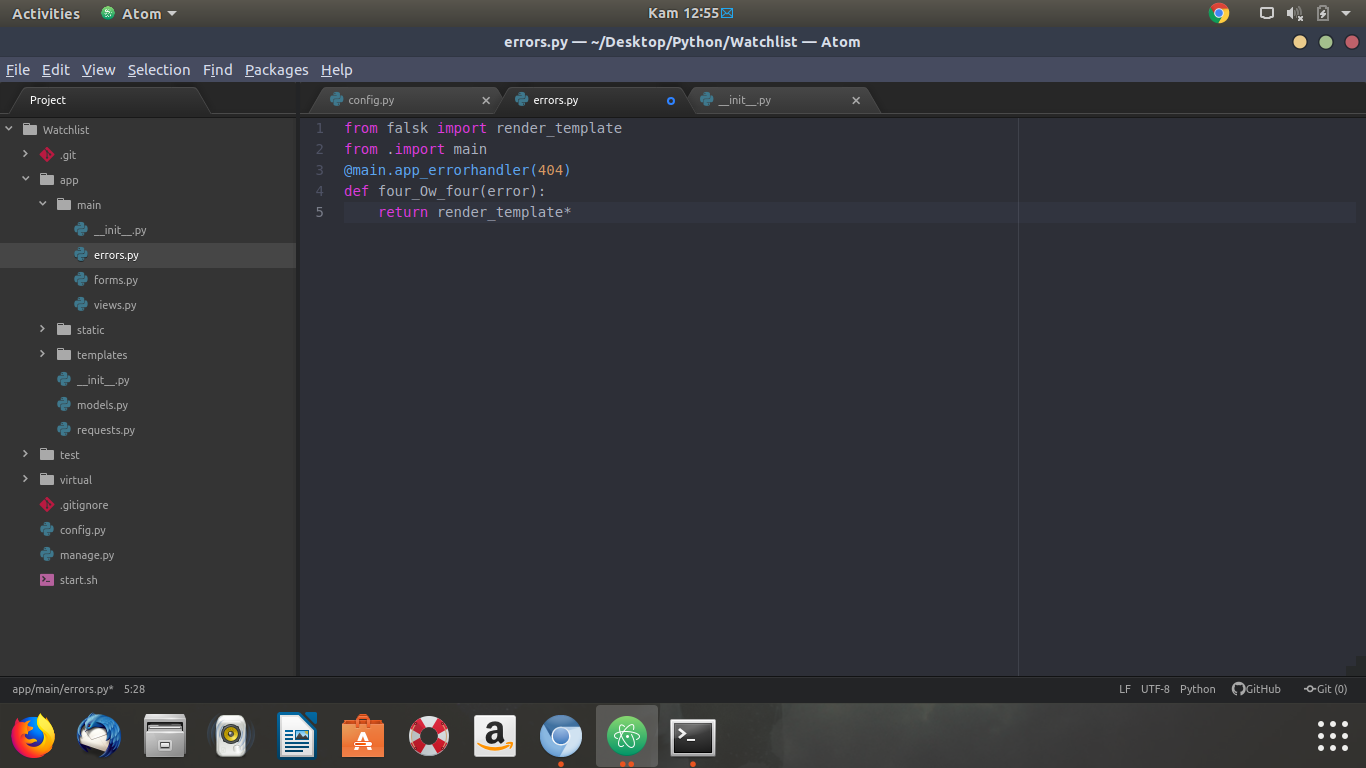 Activities Atom Kam 12:55
errors.py — ~/Desktop/Python/Watchlist — Atom
File Edit View Selection Find Packages Help
Project
config.py errors.py __init__.py
Watchlist
.git
app
main
__init__.py
errors.py
forms.py
views.py
static
templates
__init__.py
models.py
requests.py
test
virtual
.gitignore
config.py
manage.py
start.sh
1 from falsk import render_template
2 from .import main
3 @main.app_errorhandler(404)
4 def four_Ow_four(error):
5 return render_template*
app/main/errors.py* 5:28 LF UTF-8 Python GitHub Git (0)
a